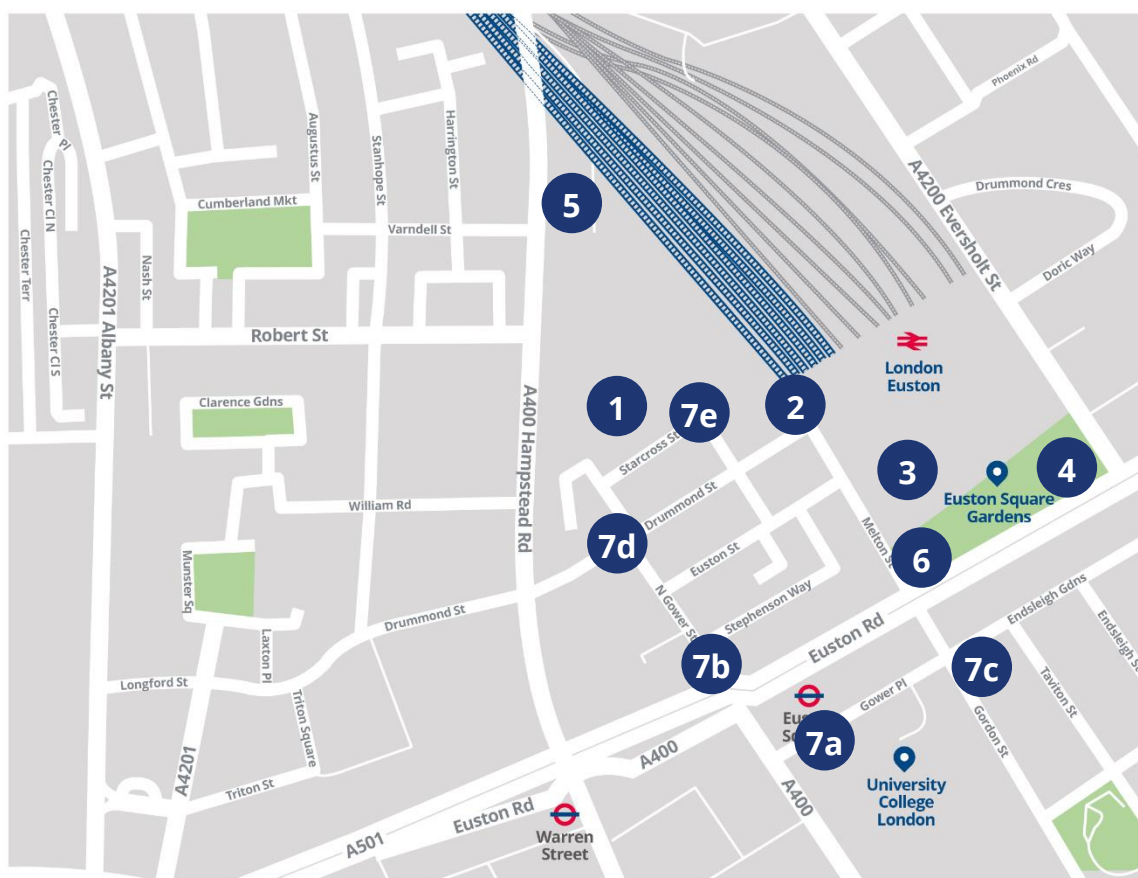 Phoenix Rd
Chester Pl
Augustus St
Harrington St
Stanhope St
A4200 Eversholt St
Drummond Cres
Chester Cl N
Cumberland Mkt
5
Varndell St
Chester Terr
Nash St
A4201 Albany St
Doric Way
Chester Cl S
Robert St
London
Euston
A400 Hampstead Rd
Clarence Gdns
1
7e
2
Starcross St
3
4
Euston Square
Gardens
William Rd
Drummond St
Melton St
7d
Euston St
6
Munster Sq
N Gower St
Stephenson Way
Endsleigh Gdns
Drummond St
Euston Rd
Endsleigh St
Laxton Pl
7b
7c
Longford St
Taviton St
Gower Pl
Triton Square
Gordon St
7a
A4201
A400
A400
University
College
London
Triton St
Euston Rd
A501
Warren
Street